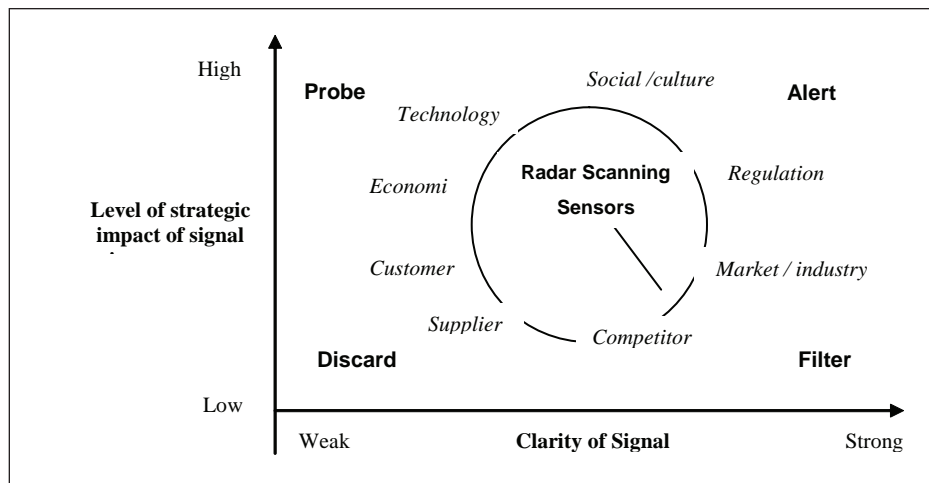 High
Probe
Social /culture
Alert
Technology
Radar Scanning
Sensors
Economi
Regulation
Level of strategic
impact of signal
Customer
Market / industry
Supplier
Competitor
Discard
Filter
Low
Weak
Clarity of Signal
Strong